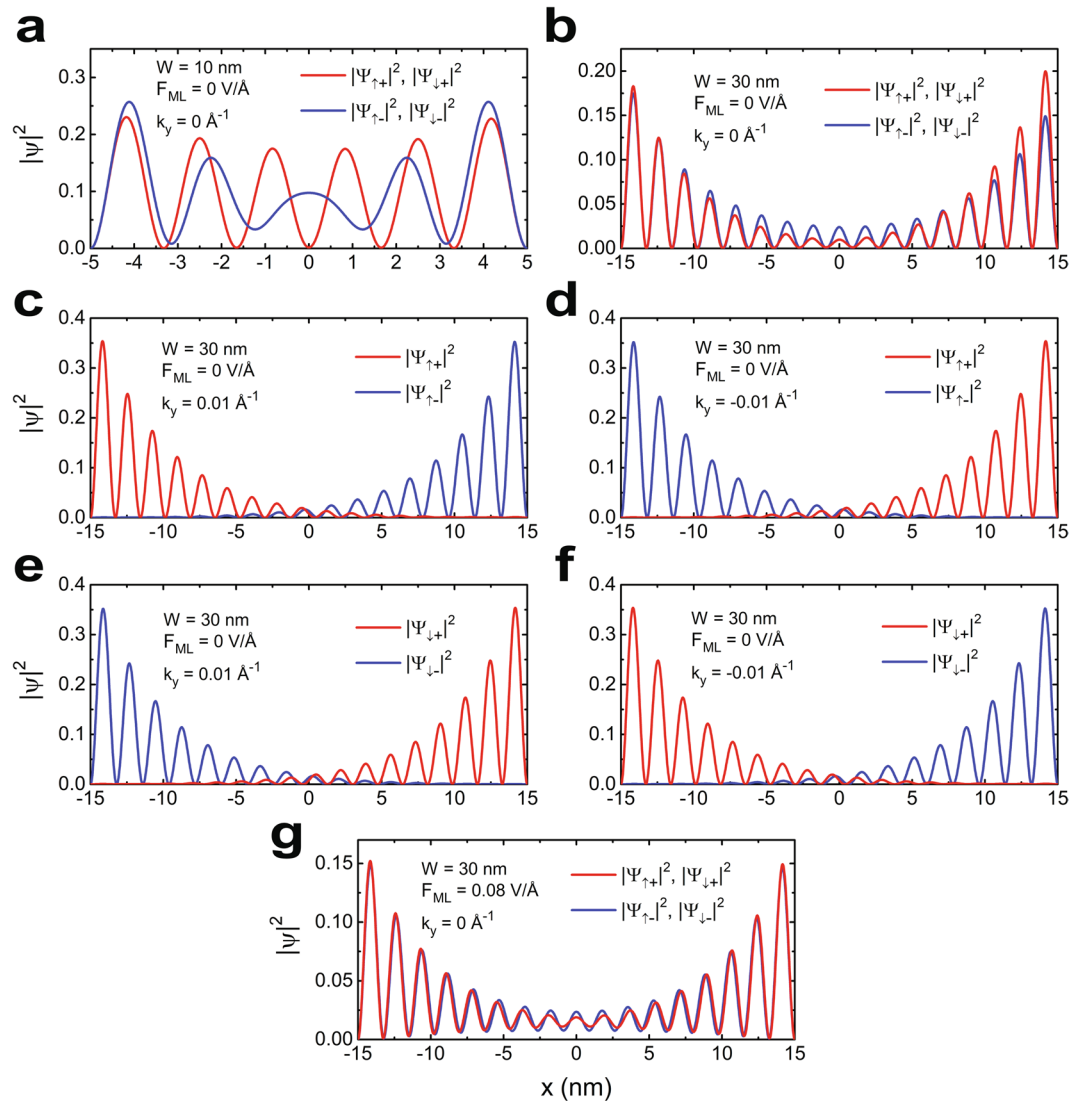 a
W = 10 nm
F_ML = 0 V/Å
k_y = 0 Å⁻¹
|Ψ↑+|², |Ψ↓+|²
|Ψ↑-|², |Ψ↓-|²
|ψ|²
0.3
0.2
0.1
0.0
-5 -4 -3 -2 -1 0 1 2 3 4 5
b
W = 30 nm
F_ML = 0 V/Å
k_y = 0 Å⁻¹
|Ψ↑+|², |Ψ↓+|²
|Ψ↑-|², |Ψ↓-|²
0.20
0.15
0.10
0.05
0.00
-15 -10 -5 0 5 10 15
c
W = 30 nm
F_ML = 0 V/Å
k_y = 0.01 Å⁻¹
|Ψ↑+|²
|Ψ↑-|²
|ψ|²
0.4
0.3
0.2
0.1
0.0
-15 -10 -5 0 5 10 15
d
W = 30 nm
F_ML = 0 V/Å
k_y = -0.01 Å⁻¹
|Ψ↑+|²
|Ψ↑-|²
0.4
0.3
0.2
0.1
0.0
-15 -10 -5 0 5 10 15
e
W = 30 nm
F_ML = 0 V/Å
k_y = 0.01 Å⁻¹
|Ψ↓+|²
|Ψ↓-|²
|ψ|²
0.4
0.3
0.2
0.1
0.0
-15 -10 -5 0 5 10 15
f
W = 30 nm
F_ML = 0 V/Å
k_y = -0.01 Å⁻¹
|Ψ↓+|²
|Ψ↓-|²
0.4
0.3
0.2
0.1
0.0
-15 -10 -5 0 5 10 15
g
W = 30 nm
F_ML = 0.08 V/Å
k_y = 0 Å⁻¹
|Ψ↑+|², |Ψ↓+|²
|Ψ↑-|², |Ψ↓-|²
|ψ|²
0.15
0.10
0.05
0.00
-15 -10 -5 0 5 10 15
x (nm)